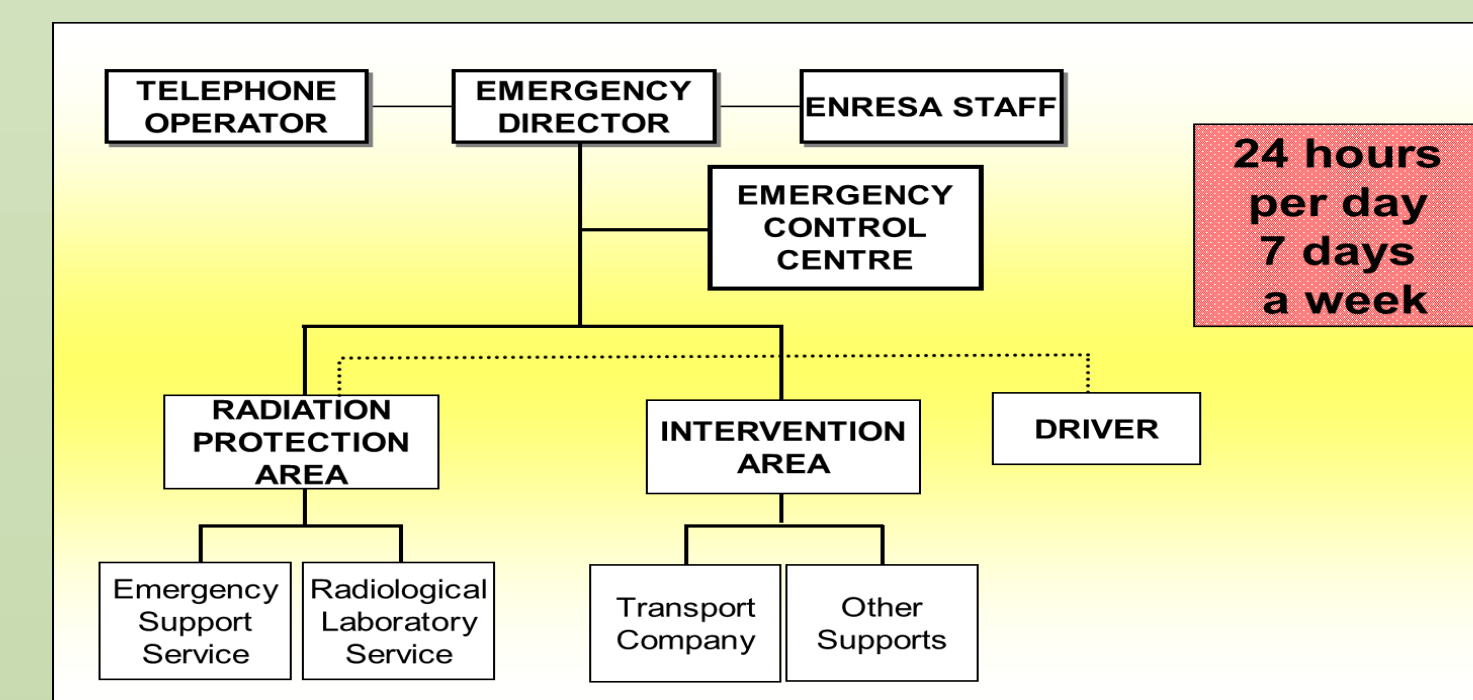 TELEPHONE
OPERATOR
EMERGENCY
DIRECTOR
ENRESA STAFF
EMERGENCY
CONTROL
CENTRE
24 hours
per day
7 days
a week
RADIATION
PROTECTION
AREA
INTERVENTION
AREA
DRIVER
Emergency
Support
Service
Radiological
Laboratory
Service
Transport
Company
Other
Supports